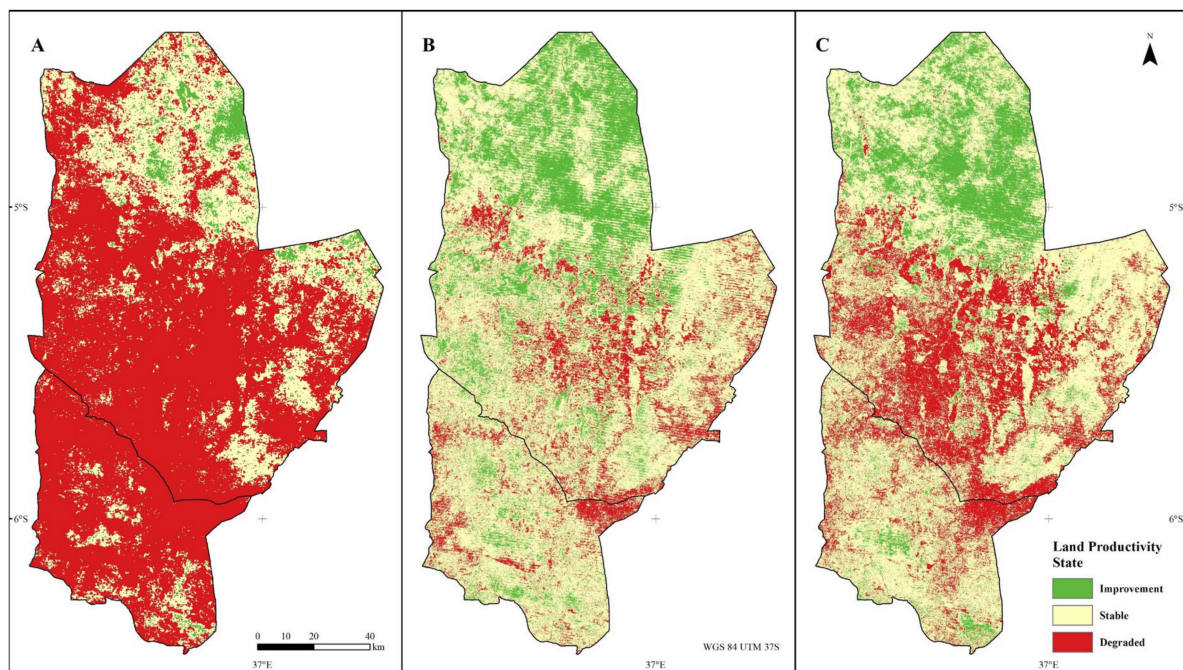 A
B
C
N
5°S
5°S
6°S
6°S
Land Productivity
State
Improvement
Stable
Degraded
0 10 20 40
km
WGS 84 UTM 37S
37°E
37°E
37°E